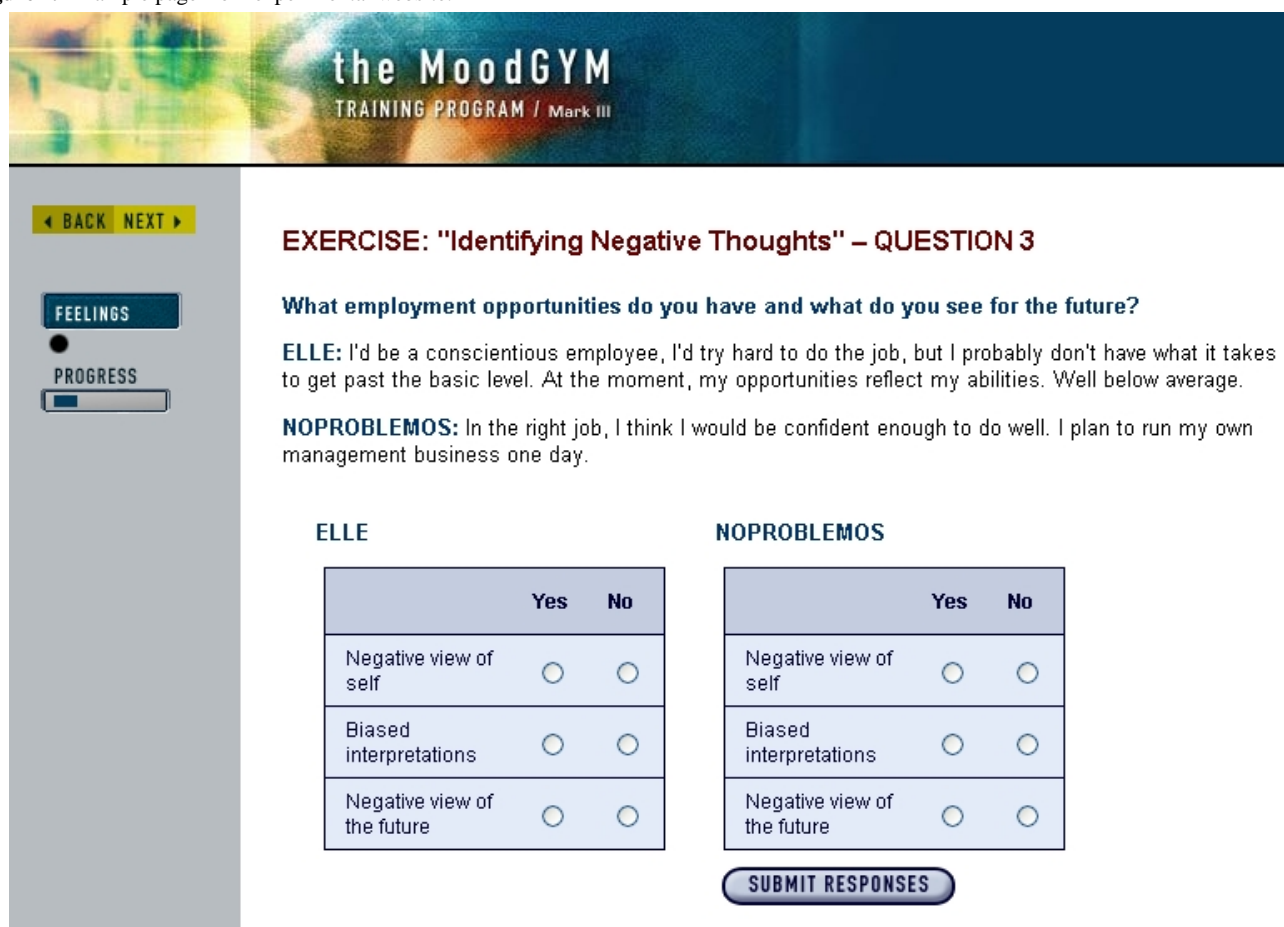 the MoodGYM
TRAINING PROGRAM / Mark III
BACK NEXT
FEELINGS
PROGRESS
EXERCISE: "Identifying Negative Thoughts" – QUESTION 3
What employment opportunities do you have and what do you see for the future?
ELLE: I'd be a conscientious employee, I'd try hard to do the job, but I probably don't have what it takes
to get past the basic level. At the moment, my opportunities reflect my abilities. Well below average.
NOPROBLEMOS: In the right job, I think I would be confident enough to do well. I plan to run my own
management business one day.
ELLE
Yes No
Negative view of
self
Biased
interpretations
Negative view of
the future
NOPROBLEMOS
Yes No
Negative view of
self
Biased
interpretations
Negative view of
the future
SUBMIT RESPONSES